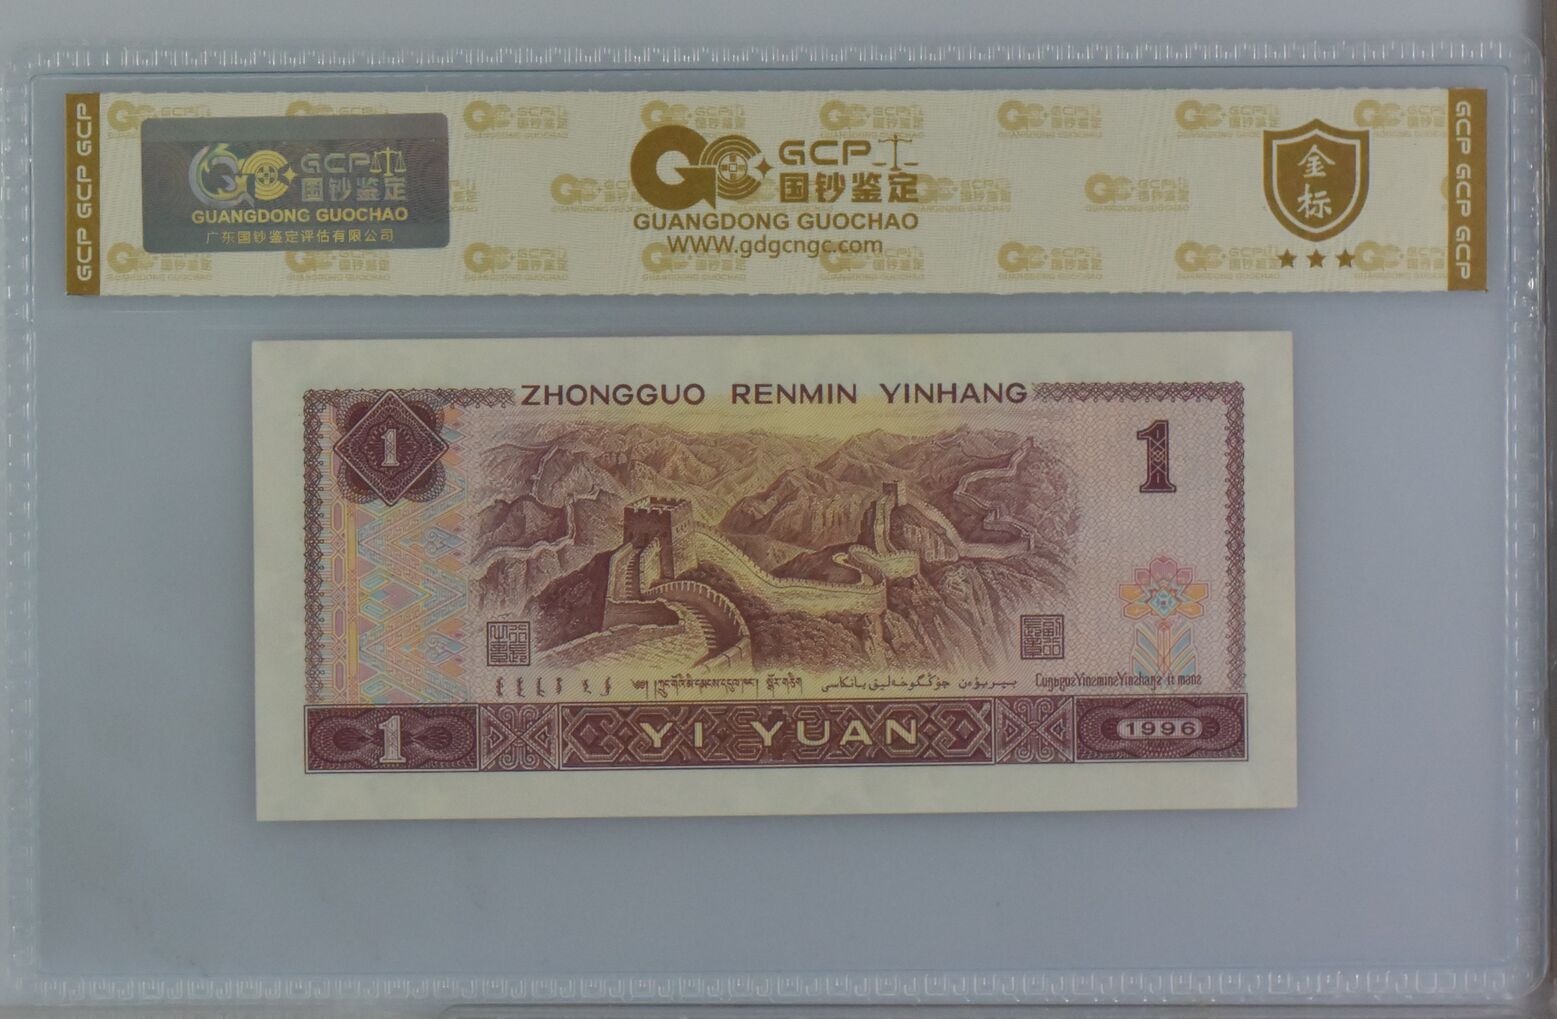 GCP GCP GCP
GCP
国钞鉴定
GUANGDONG GUOCHAO
广东国钞鉴定评估有限公司
GCP
国钞鉴定
GUANGDONG GUOCHAO
WWW.gdgcngc.com
金标
GCP GCP GCP
ZHONGGUO RENMIN YINHANG
1
1
1
YI YUAN
1996